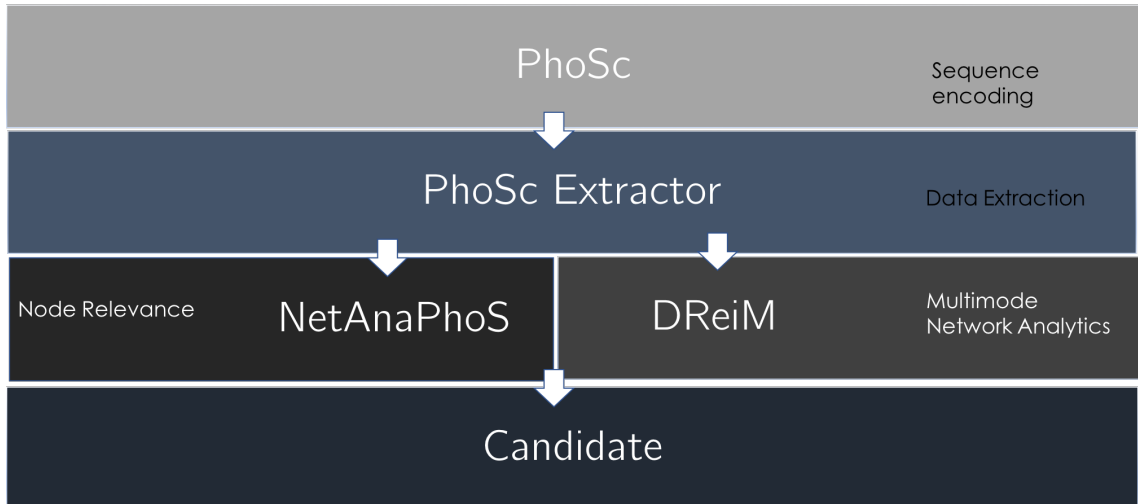 PhoSc
Sequence
encoding
PhoSc Extractor
Data Extraction
Node Relevance
NetAnaPhoS
DReiM
Multimode
Network Analytics
Candidate